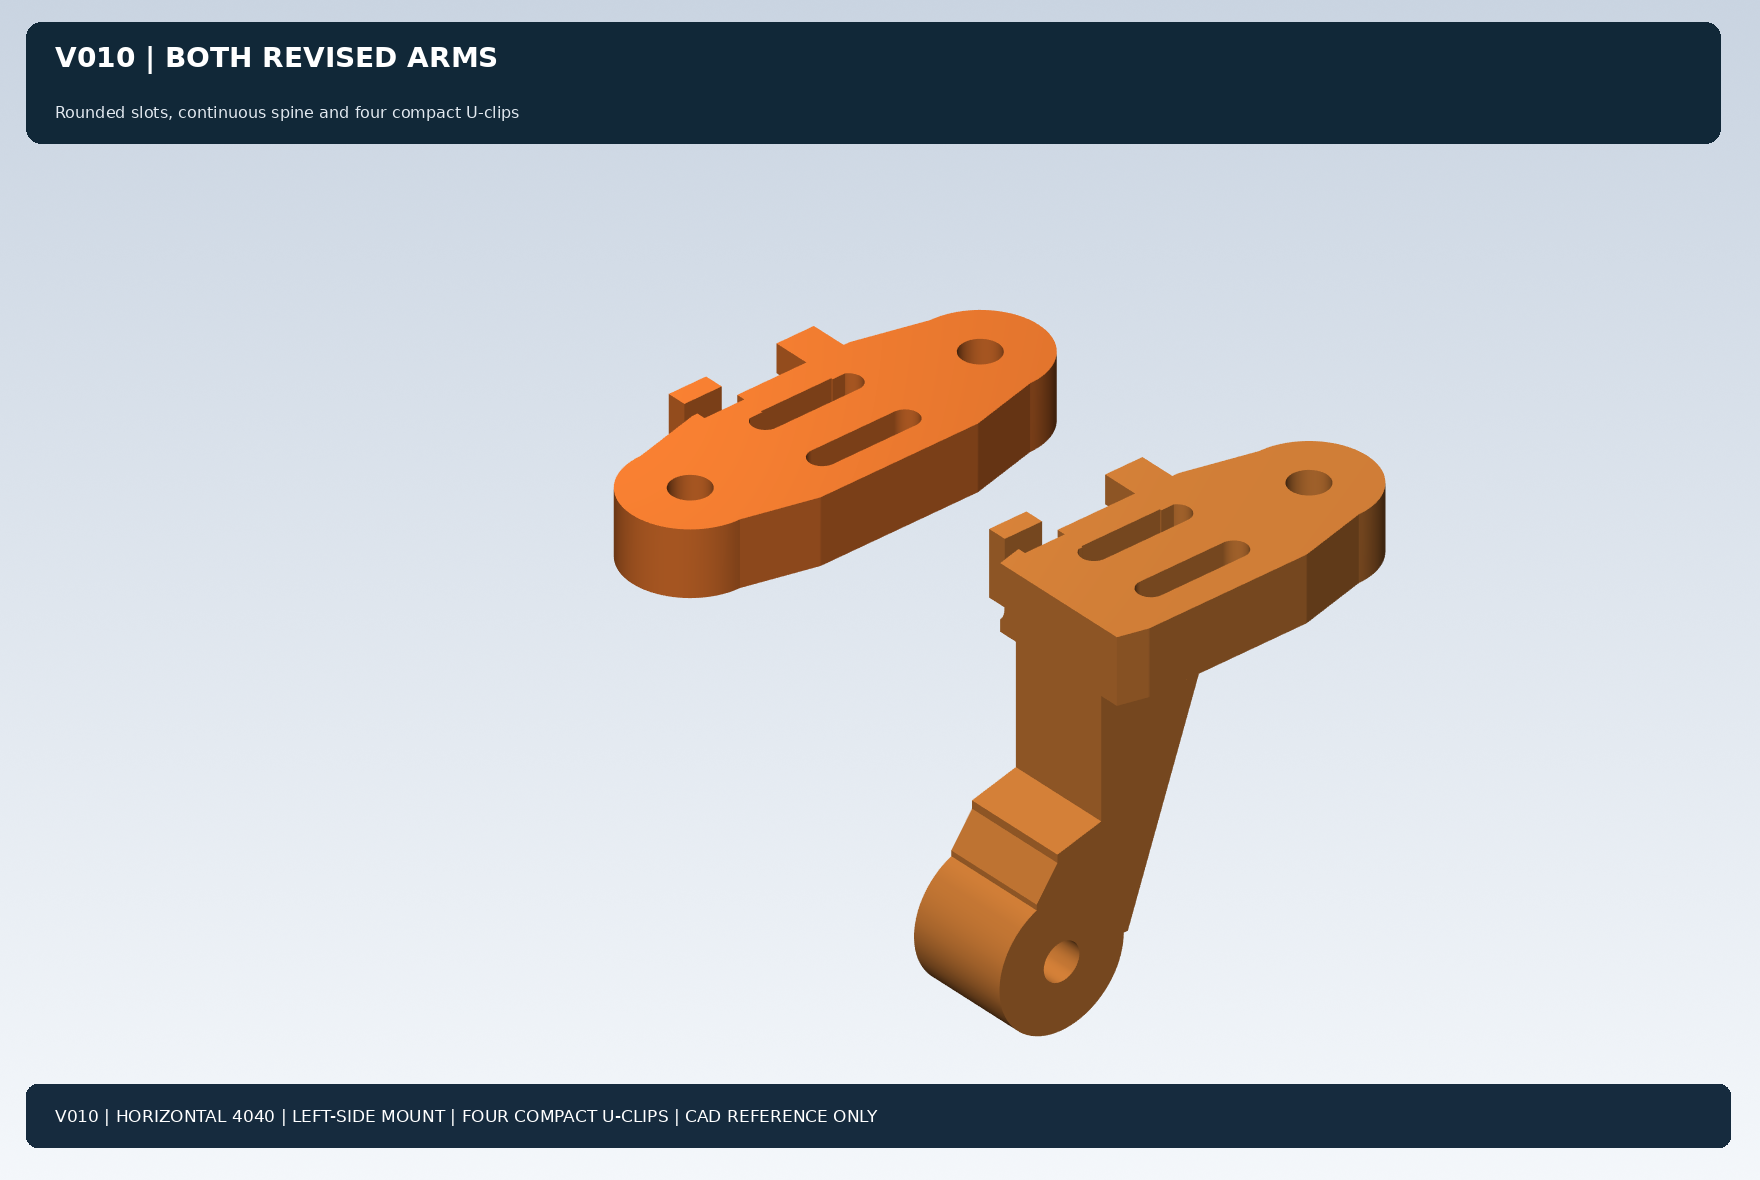 V010 | BOTH REVISED ARMS
Rounded slots, continuous spine and four compact U-clips
V010 | HORIZONTAL 4040 | LEFT-SIDE MOUNT | FOUR COMPACT U-CLIPS | CAD REFERENCE ONLY